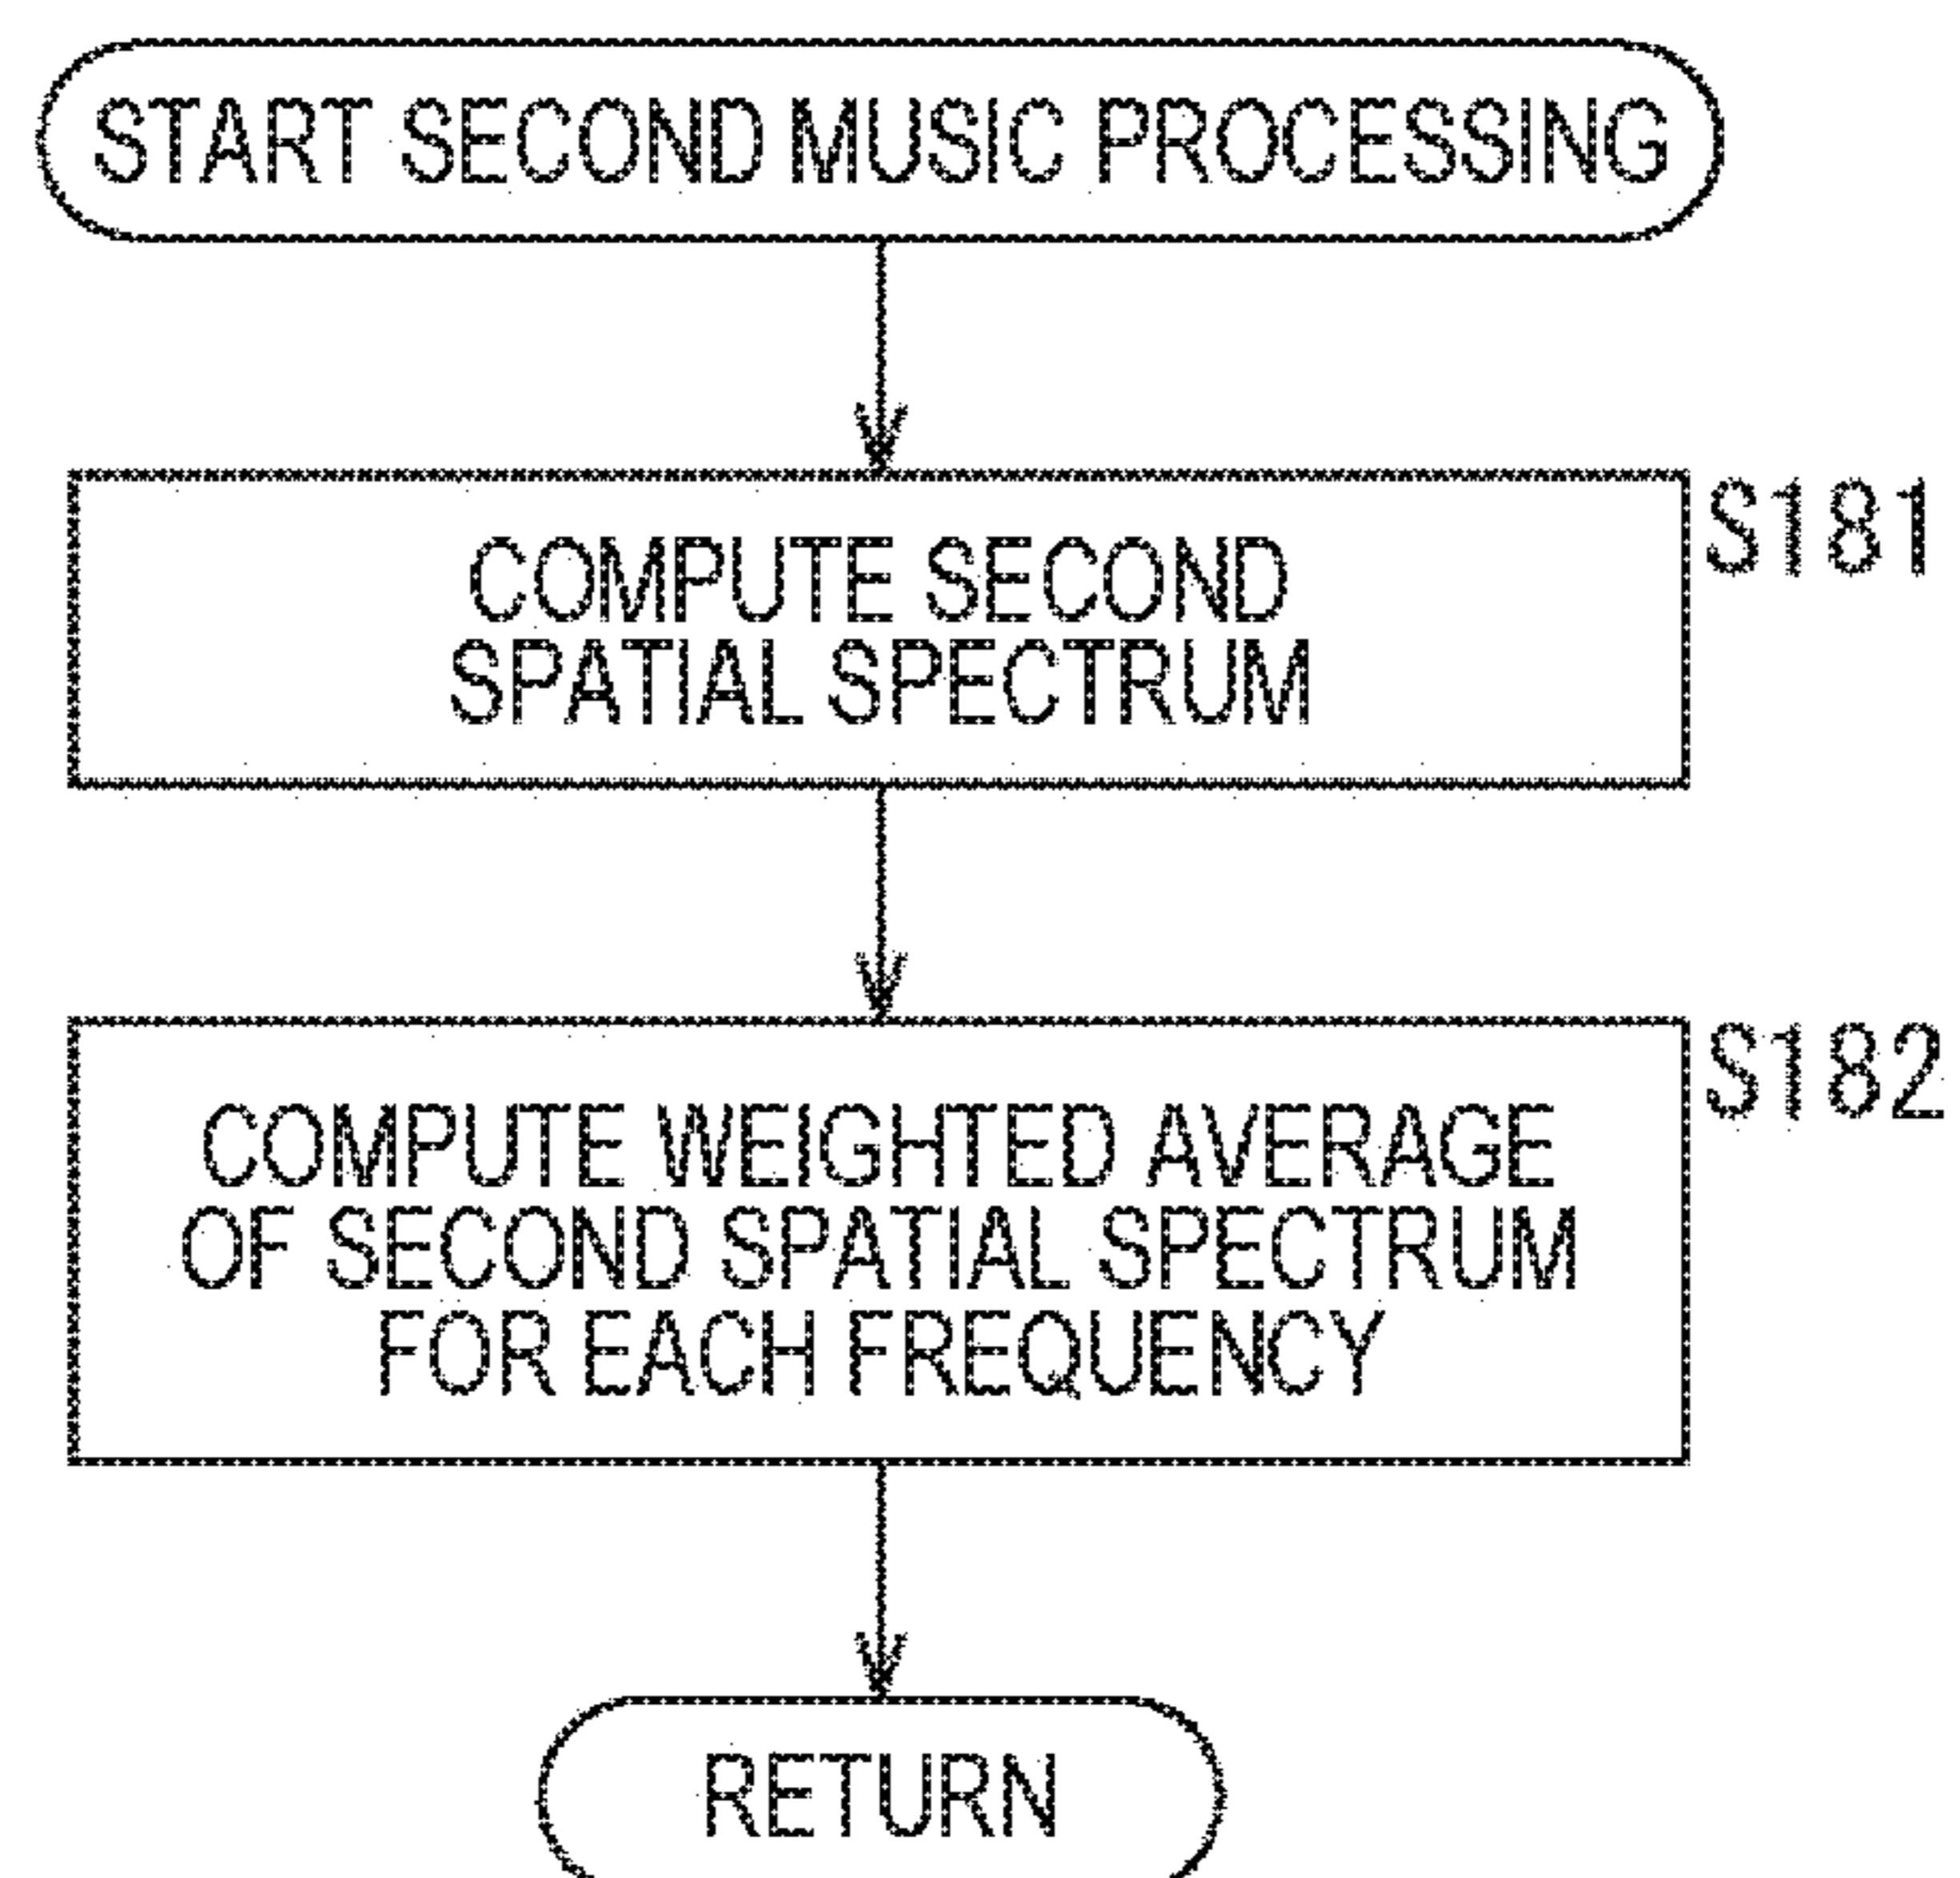 START SECOND MUSIC PROCESSING
S181
COMPUTE SECOND
SPATIAL SPECTRUM
S182
COMPUTE WEIGHTED AVERAGE
OF SECOND SPATIAL SPECTRUM
FOR EACH FREQUENCY
RETURN